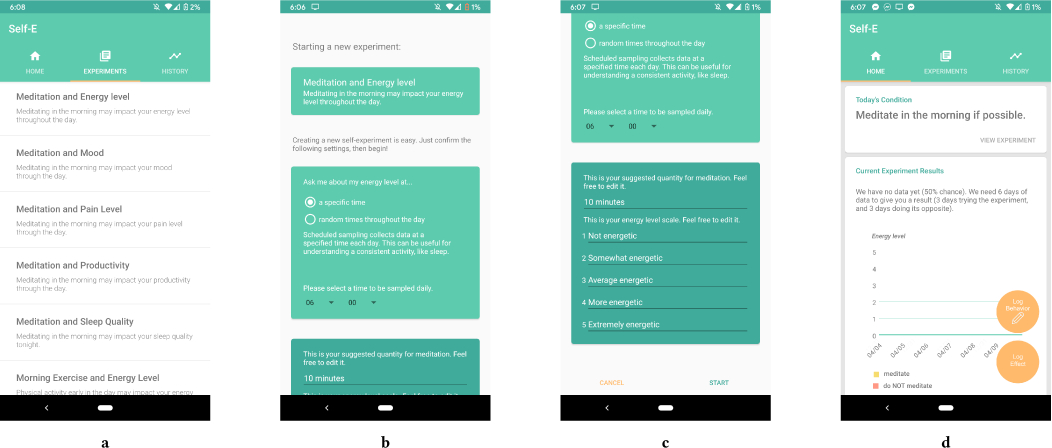 6:08
2%
Self-E
HOME
EXPERIMENTS
HISTORY
Meditation and Energy level
Meditating in the morning may impact your energy level
throughout the day.
Meditation and Mood
Meditating in the morning may impact your mood
through the day.
Meditation and Pain Level
Meditating in the morning may impact your pain level
through the day.
Meditation and Productivity
Meditating in the morning may impact your productivity
through the day.
Meditation and Sleep Quality
Meditating in the morning may impact your sleep quality
tonight.
Morning Exercise and Energy Level
Physical activity early in the day may impact your energy
a
6:06
1%
Starting a new experiment:
Meditation and Energy level
Meditating in the morning may impact your energy
level throughout the day.
Creating a new self-experiment is easy. Just confirm the
following settings, then begin!
Ask me about my energy level at...
a specific time
random times throughout the day
Scheduled sampling collects data at a
specified time each day. This can be useful for
understanding a consistent activity, like sleep.
Please select a time to be sampled daily.
06 00
This is your suggested quantity for meditation. Feel
free to edit it.
10 minutes
b
6:07
1%
a specific time
random times throughout the day
Scheduled sampling collects data at a
specified time each day. This can be useful for
understanding a consistent activity, like sleep.
Please select a time to be sampled daily.
06 00
This is your suggested quantity for meditation. Feel
free to edit it.
10 minutes
This is your energy level scale. Feel free to edit it.
1 Not energetic
2 Somewhat energetic
3 Average energetic
4 More energetic
5 Extremely energetic
CANCEL
START
c
6:07
1%
Self-E
HOME
EXPERIMENTS
HISTORY
Today's Condition
Meditate in the morning if possible.
VIEW EXPERIMENT
Current Experiment Results
We have no data yet (50% chance). We need 6 days of
data to give you a result (3 days trying the experiment,
and 3 days doing its opposite).
Energy level
5
4
3
2
1
0
04/04
04/05
04/06
04/07
04/08
04/09
Log
Behavior
Log
Effect
meditate
do NOT meditate
d